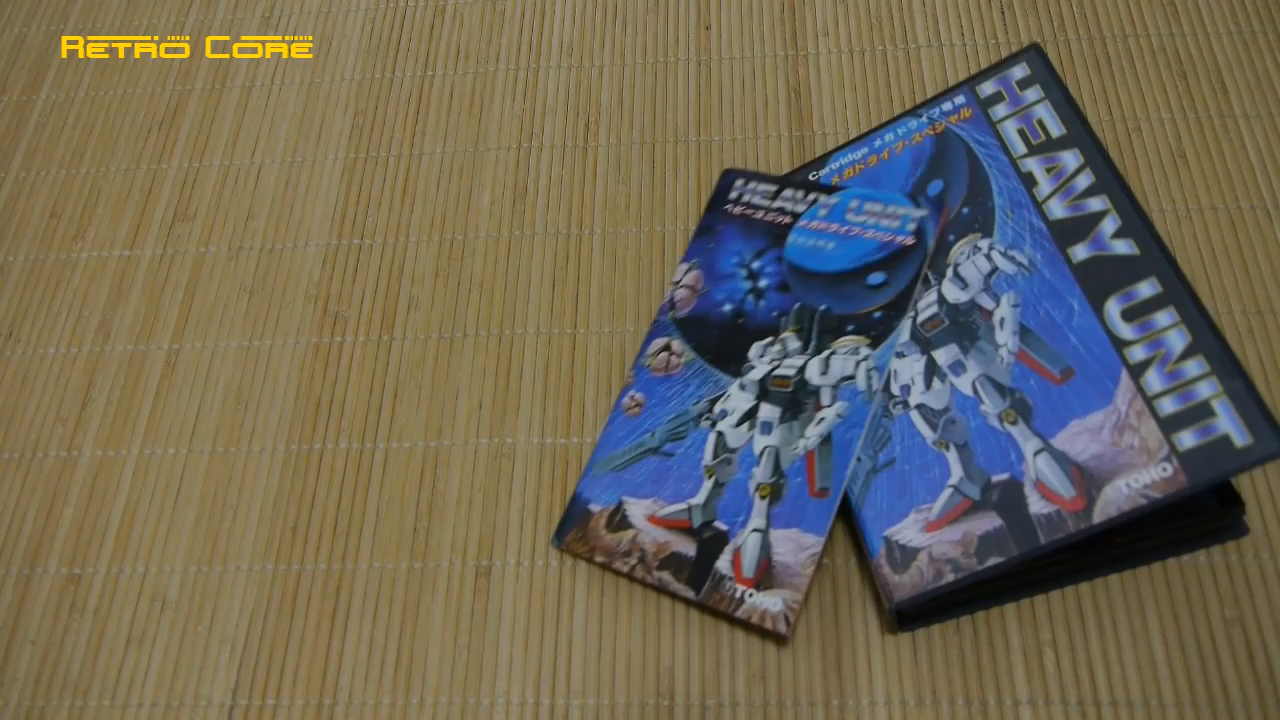 RETRO CORE
Cartridge メガドライブ専用
メガドライブ・スペシャル
HEAVY UNIT
TOHO
HEAVY UNIT
ヘビーユニット メガドライブ・スペシャル
TOHO